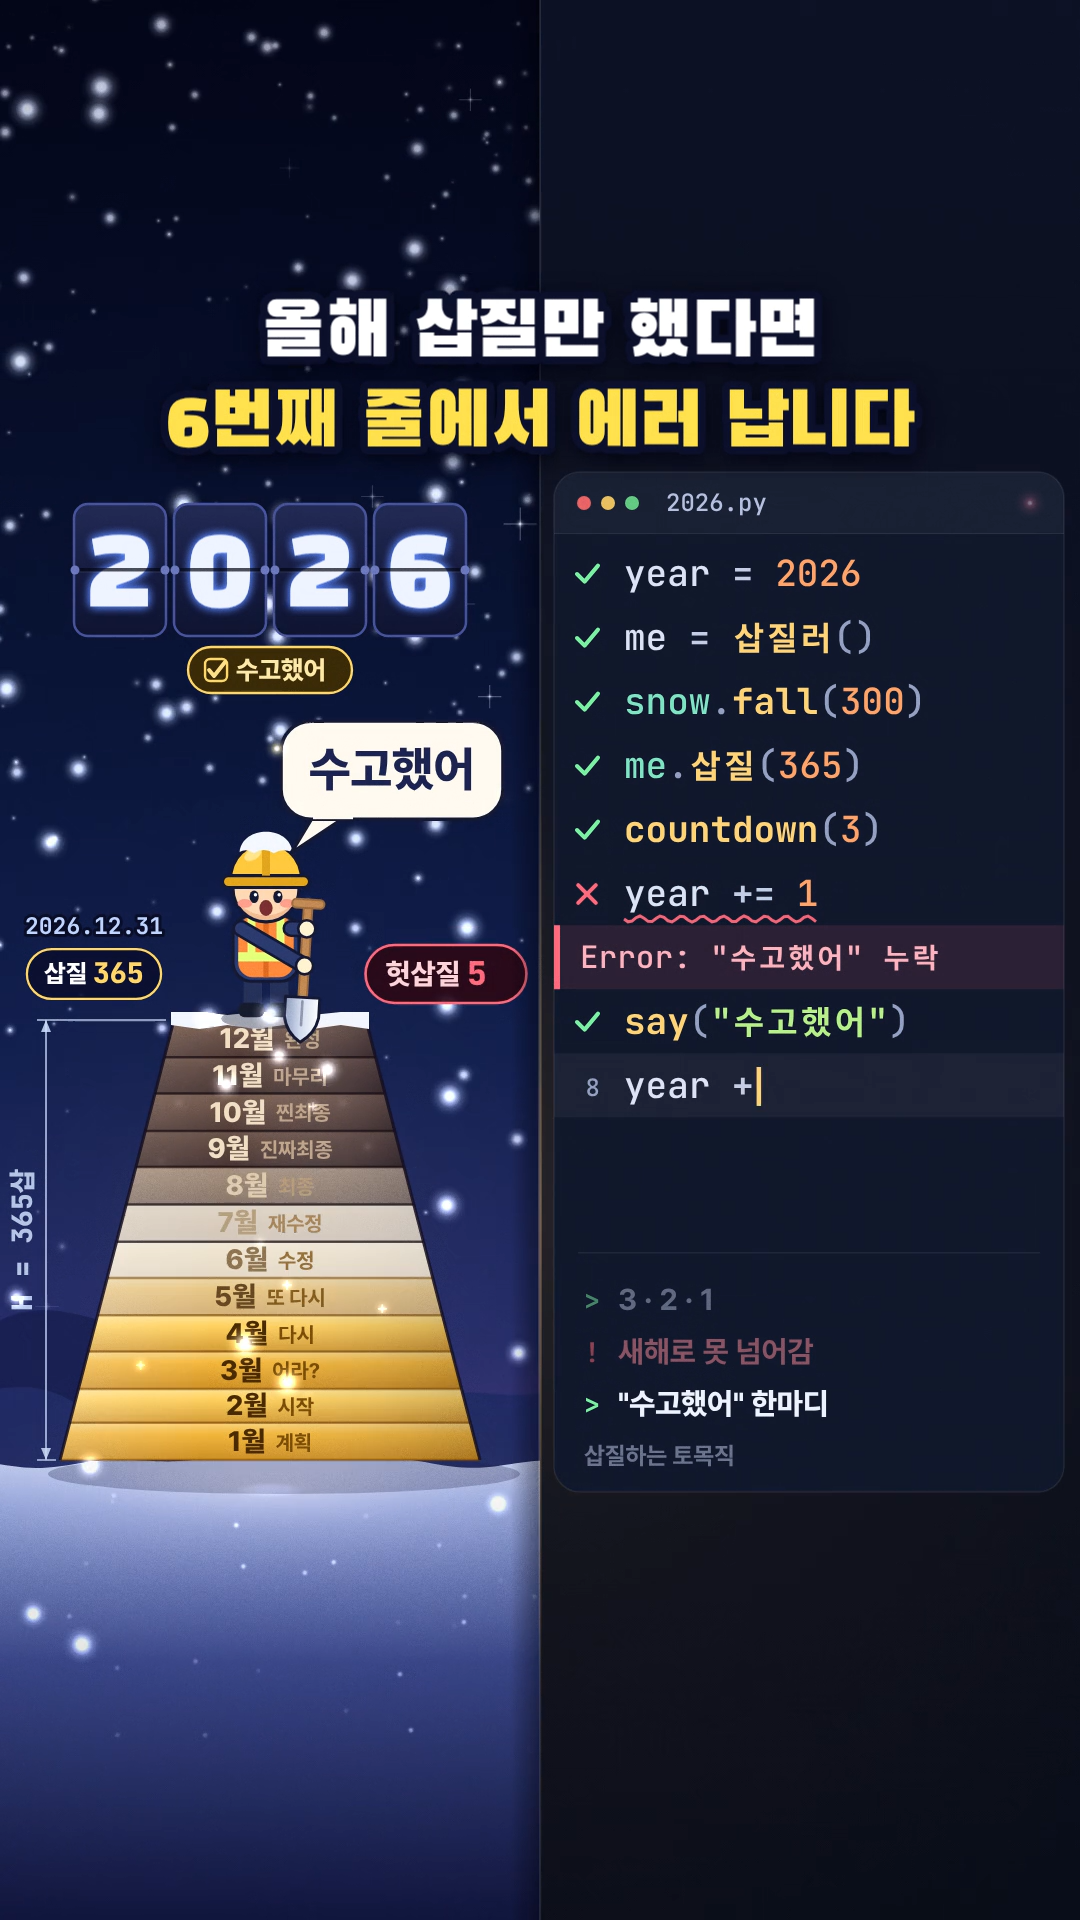 올해 삽질만 했다면
6번째 줄에서 에러 납니다
2026
수고했어
수고했어
2026.12.31
삽질 365
헛삽질 5
H = 365삽
12월 완성
11월 마무리
10월 찐최종
9월 진짜최종
8월 최종
7월 재수정
6월 수정
5월 또 다시
4월 다시
3월 어라?
2월 시작
1월 계획
2026.py
year = 2026
me = 삽질러()
snow.fall(300)
me.삽질(365)
countdown(3)
year += 1
Error: "수고했어" 누락
say("수고했어")
8 year +
> 3·2·1
! 새해로 못 넘어감
> "수고했어" 한마디
삽질하는 토목직